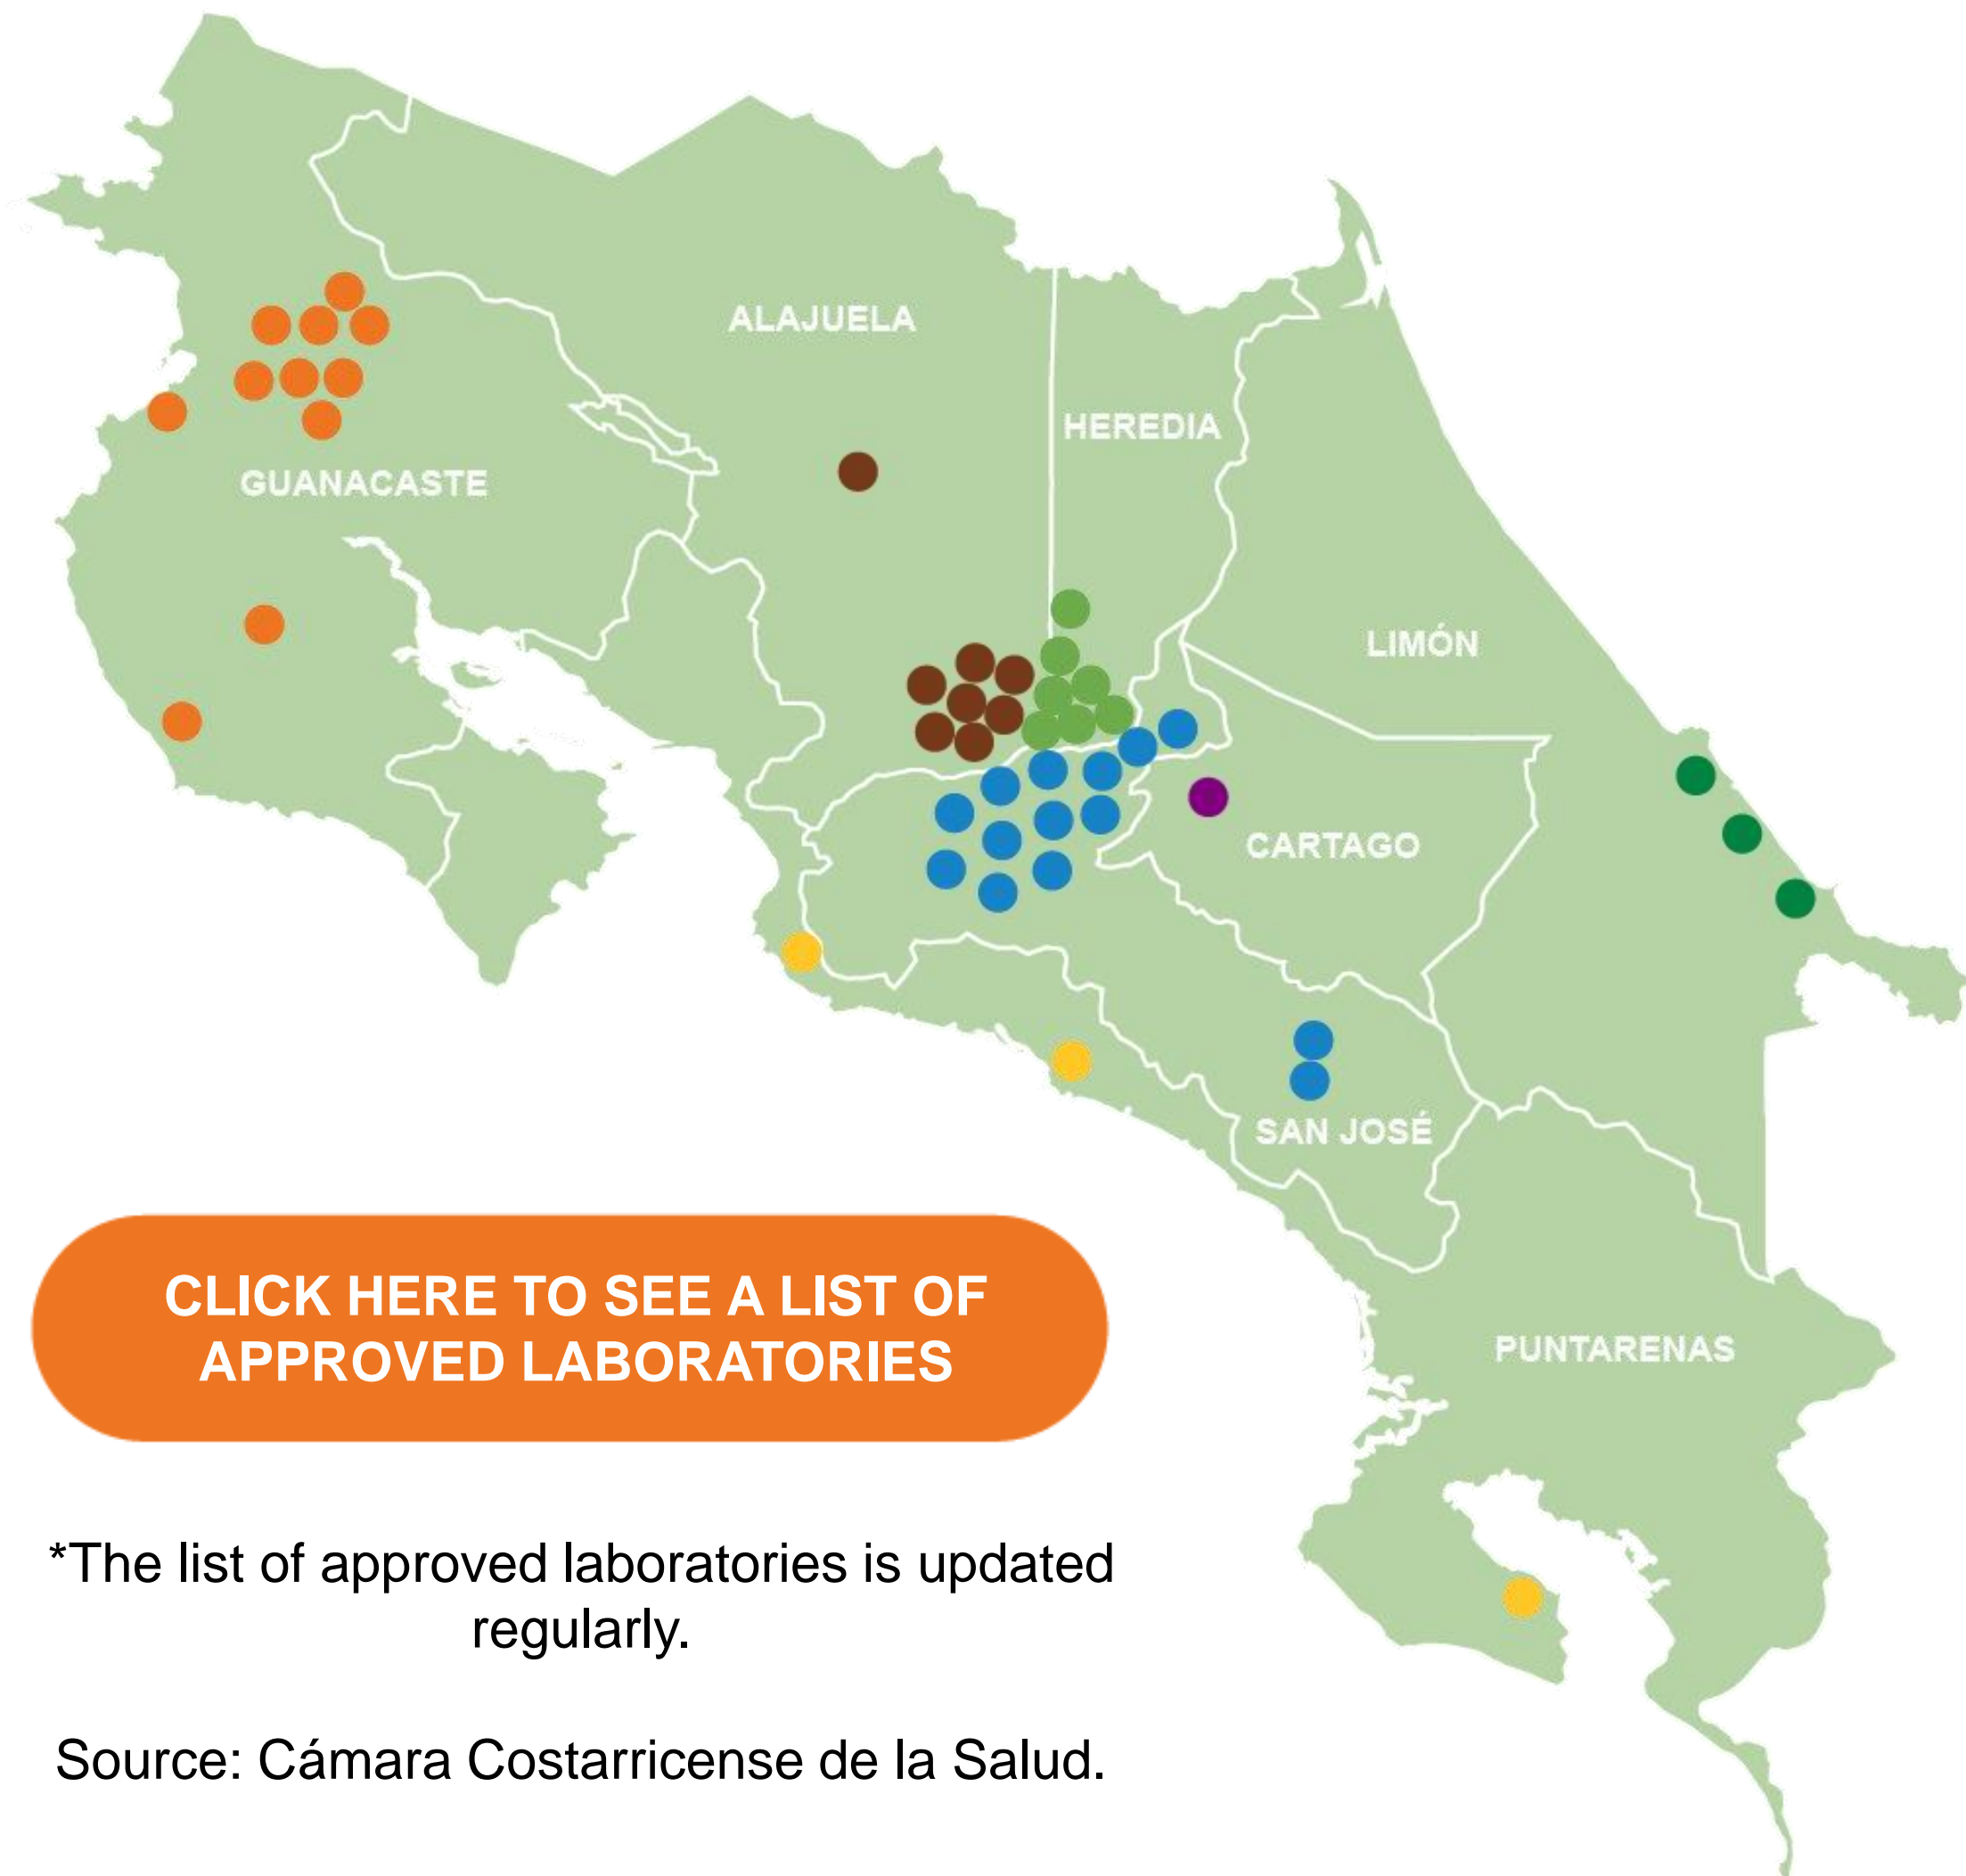 ALAJUELA
HEREDIA
GUANACASTE
LIMÓN
CARTAGO
SAN JOSÉ
CLICK HERE TO SEE A LIST OF
APPROVED LABORATORIES
PUNTARENAS
*The list of approved laboratories is updated
regularly.
Source: Cámara Costarricense de la Salud.